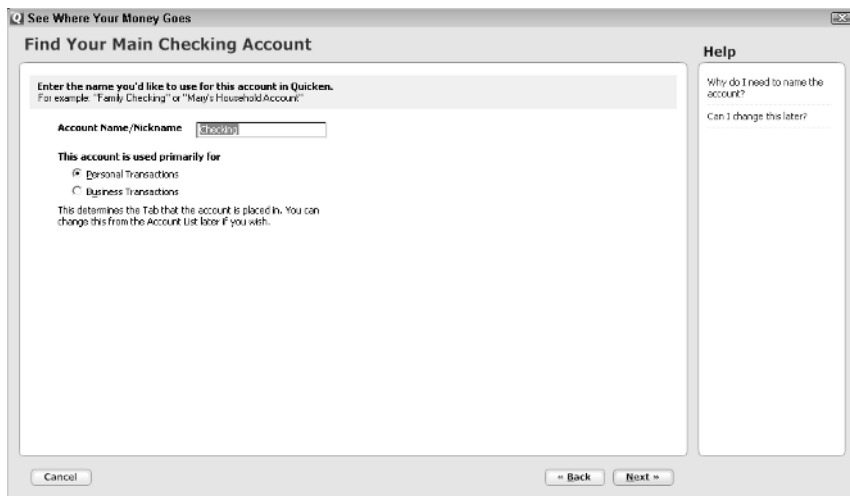 Q See Where Your Money Goes
Find Your Main Checking Account
Enter the name you'd like to use for this account in Quicken.
For example: "Family Checking" or "Mary's Household Account"
Account Name/Nickname Checking
This account is used primarily for
Personal Transactions
Business Transactions
This determines the Tab that the account is placed in. You can
change this from the Account List later if you wish.
Help
Why do I need to name the
account?
Can I change this later?
Cancel
« Back
Next »